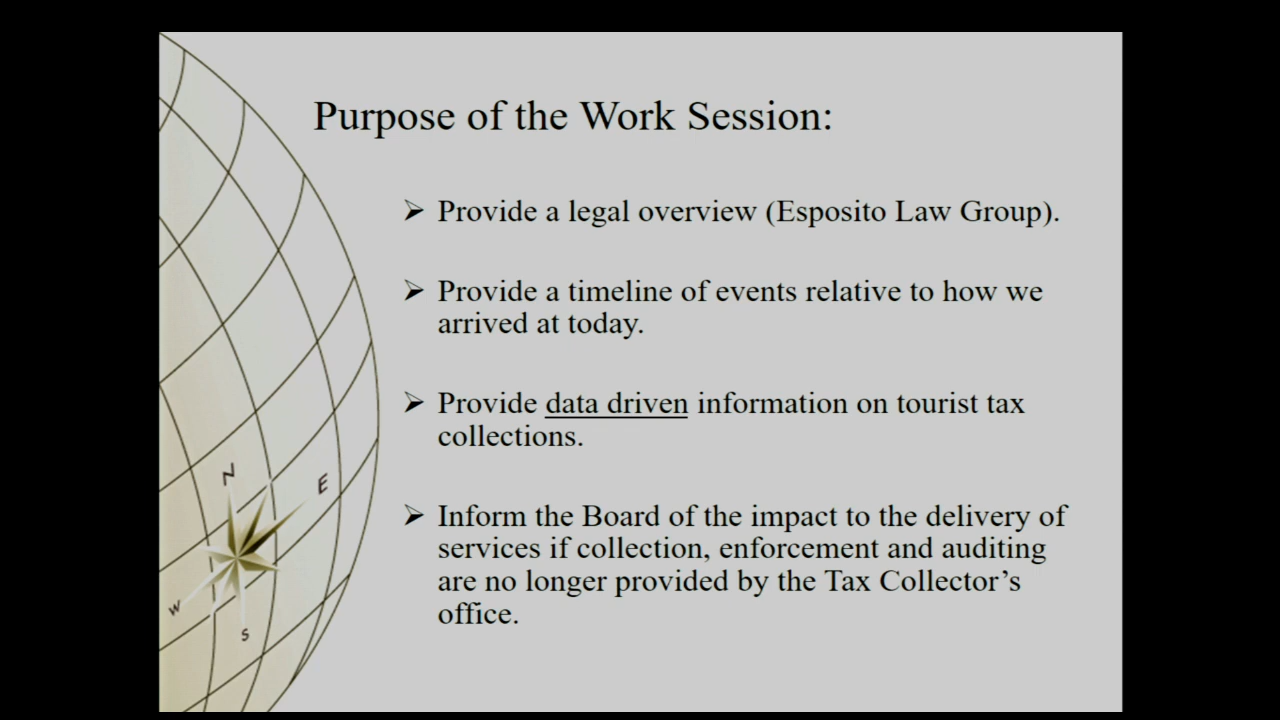 Purpose of the Work Session:
➢ Provide a legal overview (Esposito Law Group).
➢ Provide a timeline of events relative to how we
arrived at today.
➢ Provide data driven information on tourist tax
collections.
➢ Inform the Board of the impact to the delivery of
services if collection, enforcement and auditing
are no longer provided by the Tax Collector’s
office.
N
E
W
S